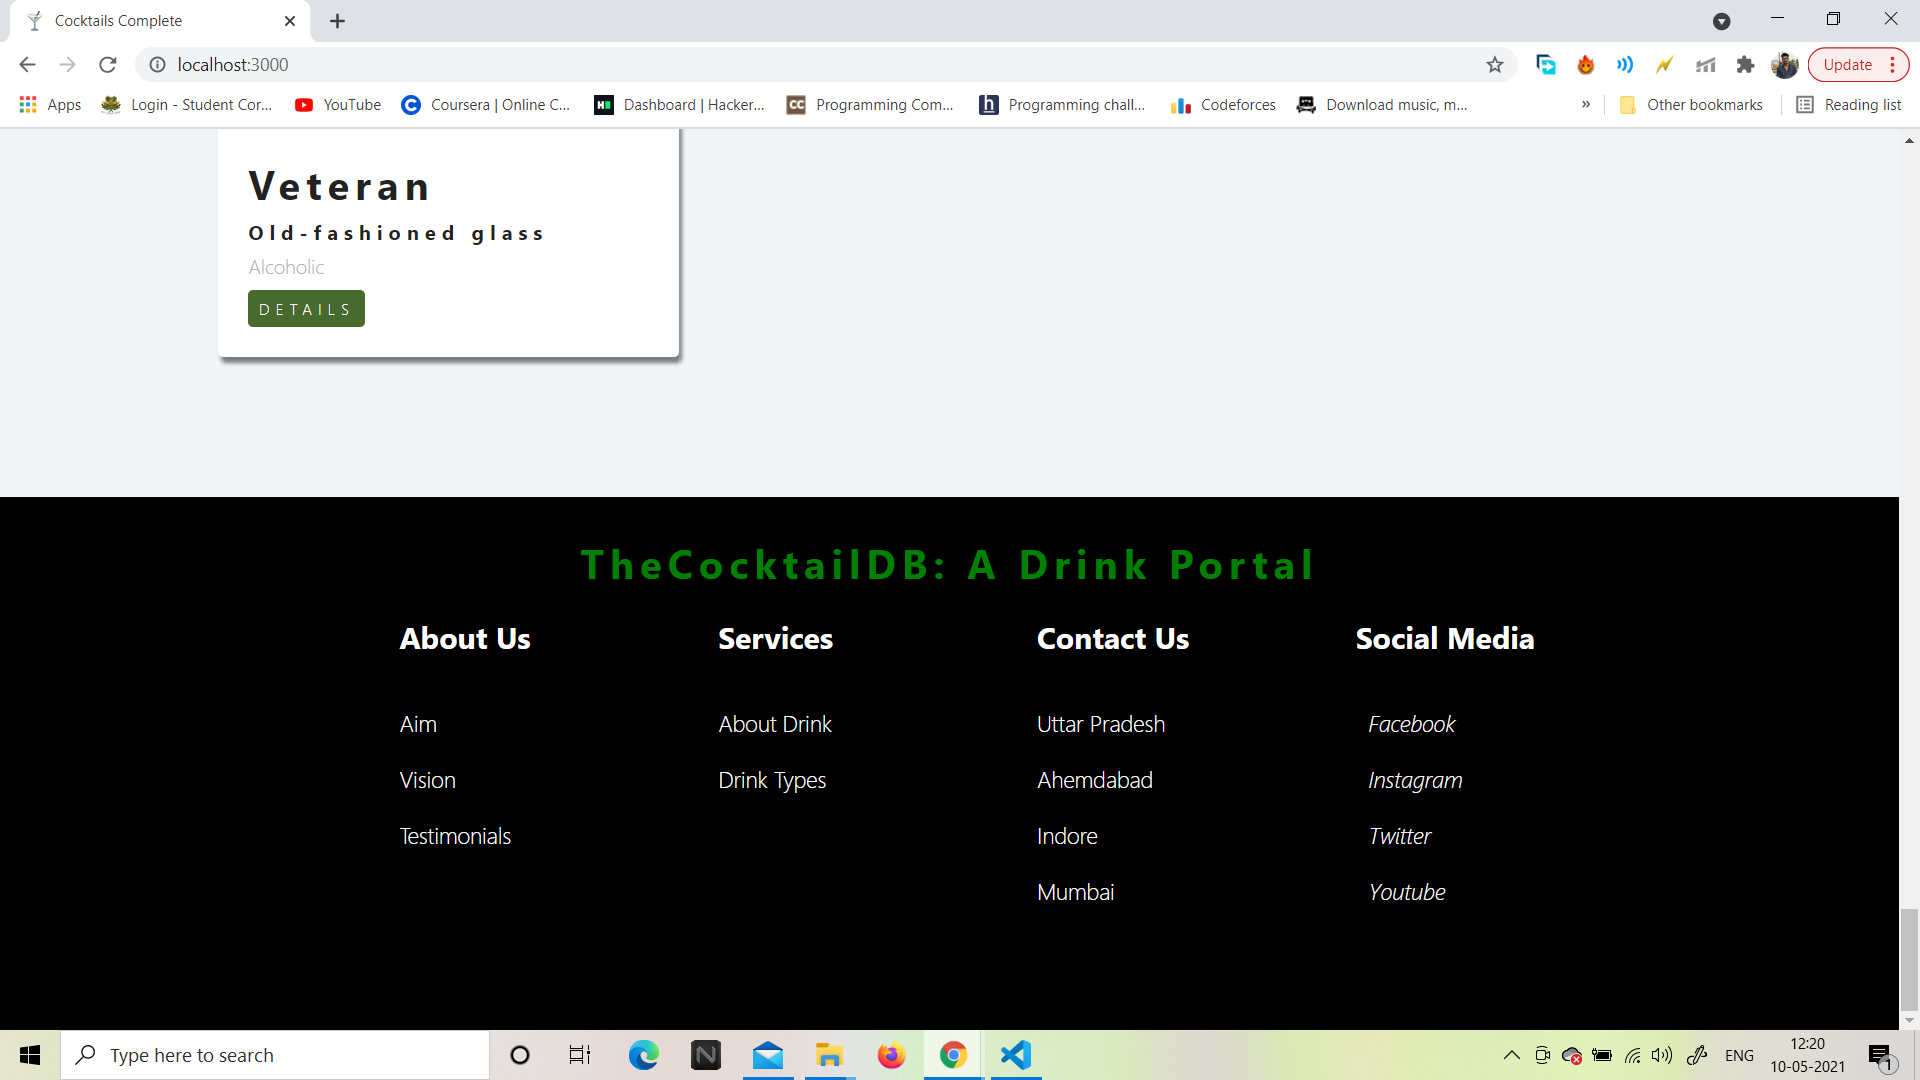 Cocktails Complete
localhost:3000
Update
Apps
Login - Student Cor...
YouTube
Coursera | Online C...
Dashboard | Hacker...
CC
Programming Com...
h
Programming chall...
Codeforces
Download music, m...
»
Other bookmarks
Reading list
Veteran
Old-fashioned glass
Alcoholic
DETAILS
TheCocktailDB: A Drink Portal
About Us
Aim
Vision
Testimonials
Services
About Drink
Drink Types
Contact Us
Uttar Pradesh
Ahemdabad
Indore
Mumbai
Social Media
Facebook
Instagram
Twitter
Youtube
Type here to search
N
ENG
12:20
10-05-2021
1